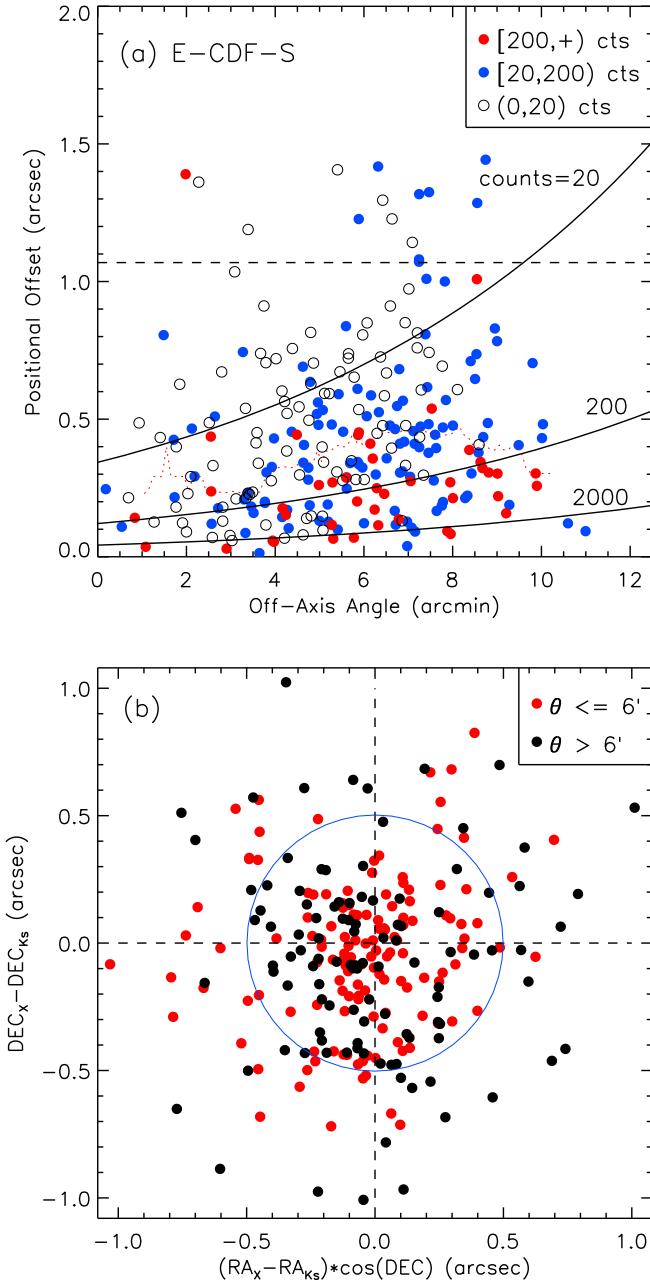 (a) E-CDF-S
[200,+) cts
[20,200) cts
(0,20) cts
counts=20
200
2000
Positional Offset (arcsec)
2.0
1.5
1.0
0.5
0.0
0 2 4 6 8 10 12
Off-Axis Angle (arcmin)
(b)
θ <= 6'
θ > 6'
DEC_X-DEC_Ks (arcsec)
1.0
0.5
0.0
-0.5
-1.0
-1.0 -0.5 0.0 0.5 1.0
(RA_X-RA_Ks)*cos(DEC) (arcsec)